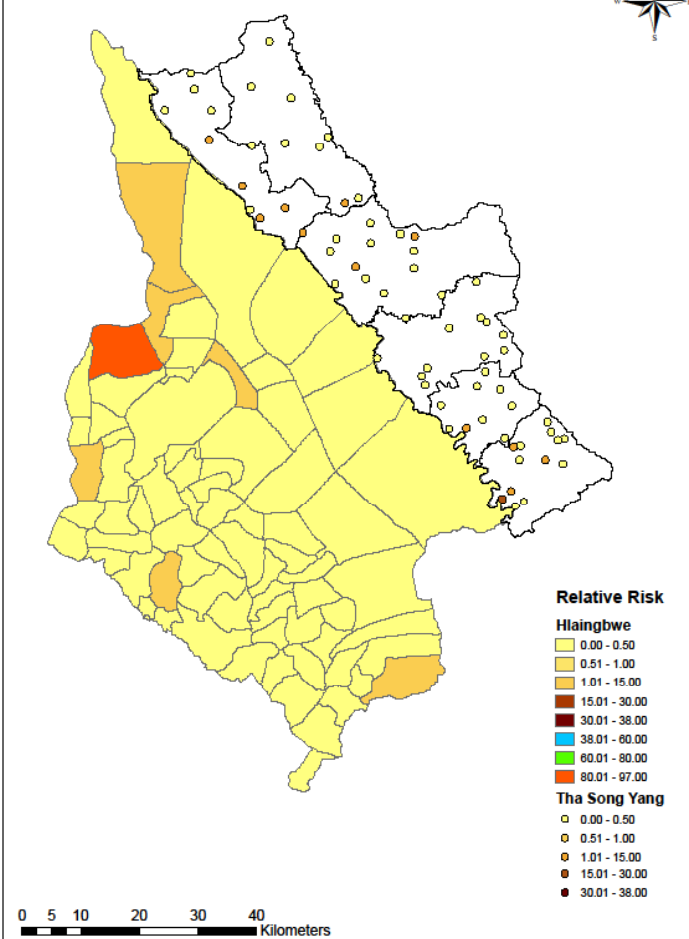 W
S
Relative Risk
Hlaingbwe
0.00 - 0.50
0.51 - 1.00
1.01 - 15.00
15.01 - 30.00
30.01 - 38.00
38.01 - 60.00
60.01 - 80.00
80.01 - 97.00
Tha Song Yang
0.00 - 0.50
0.51 - 1.00
1.01 - 15.00
15.01 - 30.00
30.01 - 38.00
0 5 10 20 30 40
Kilometers